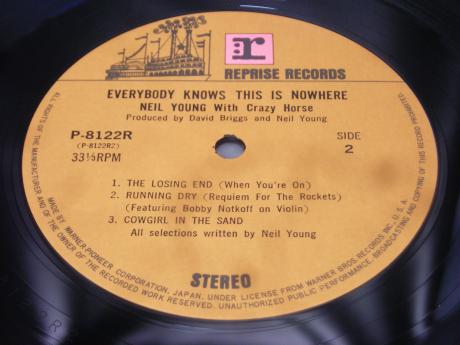 r
REPRISE RECORDS
EVERYBODY KNOWS THIS IS NOWHERE
NEIL YOUNG With Crazy Horse
Produced by David Briggs and Neil Young
P-8122R
(P-8122R2)
33⅓RPM
SIDE
2
1. THE LOSING END (When You're On)
2. RUNNING DRY (Requiem For The Rockets)
(Featuring Bobby Notkoff on Violin)
3. COWGIRL IN THE SAND
All selections written by Neil Young
STEREO
MADE BY WARNER-PIONEER CORPORATION, JAPAN, UNDER LICENSE FROM WARNER BROS. RECORDS INC., U.S.A.
ALL RIGHTS OF THE MANUFACTURER AND OF THE OWNER OF THE RECORDED WORK RESERVED. UNAUTHORIZED PUBLIC PERFORMANCE, BROADCASTING AND COPYING OF THIS RECORD PROHIBITED.